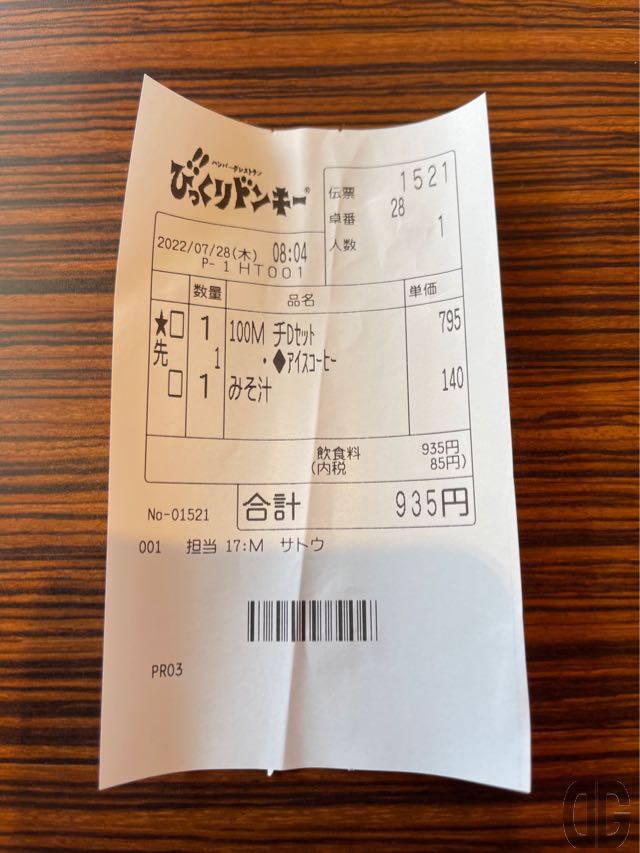 ハンバーグレストラン
びっくりドンキー®
伝票 1521
卓番 28
人数 1
2022/07/28(木) 08:04
P- 1 HT001
数量 品名 単価
★□ 1 100M チDセット 795
先 1 ・◆アイスコーヒー
□ 1 みそ汁 140
飲食料 935円
(内税 85円)
No-01521 合計 935円
001 担当 17:M サトウ
PR03
DG